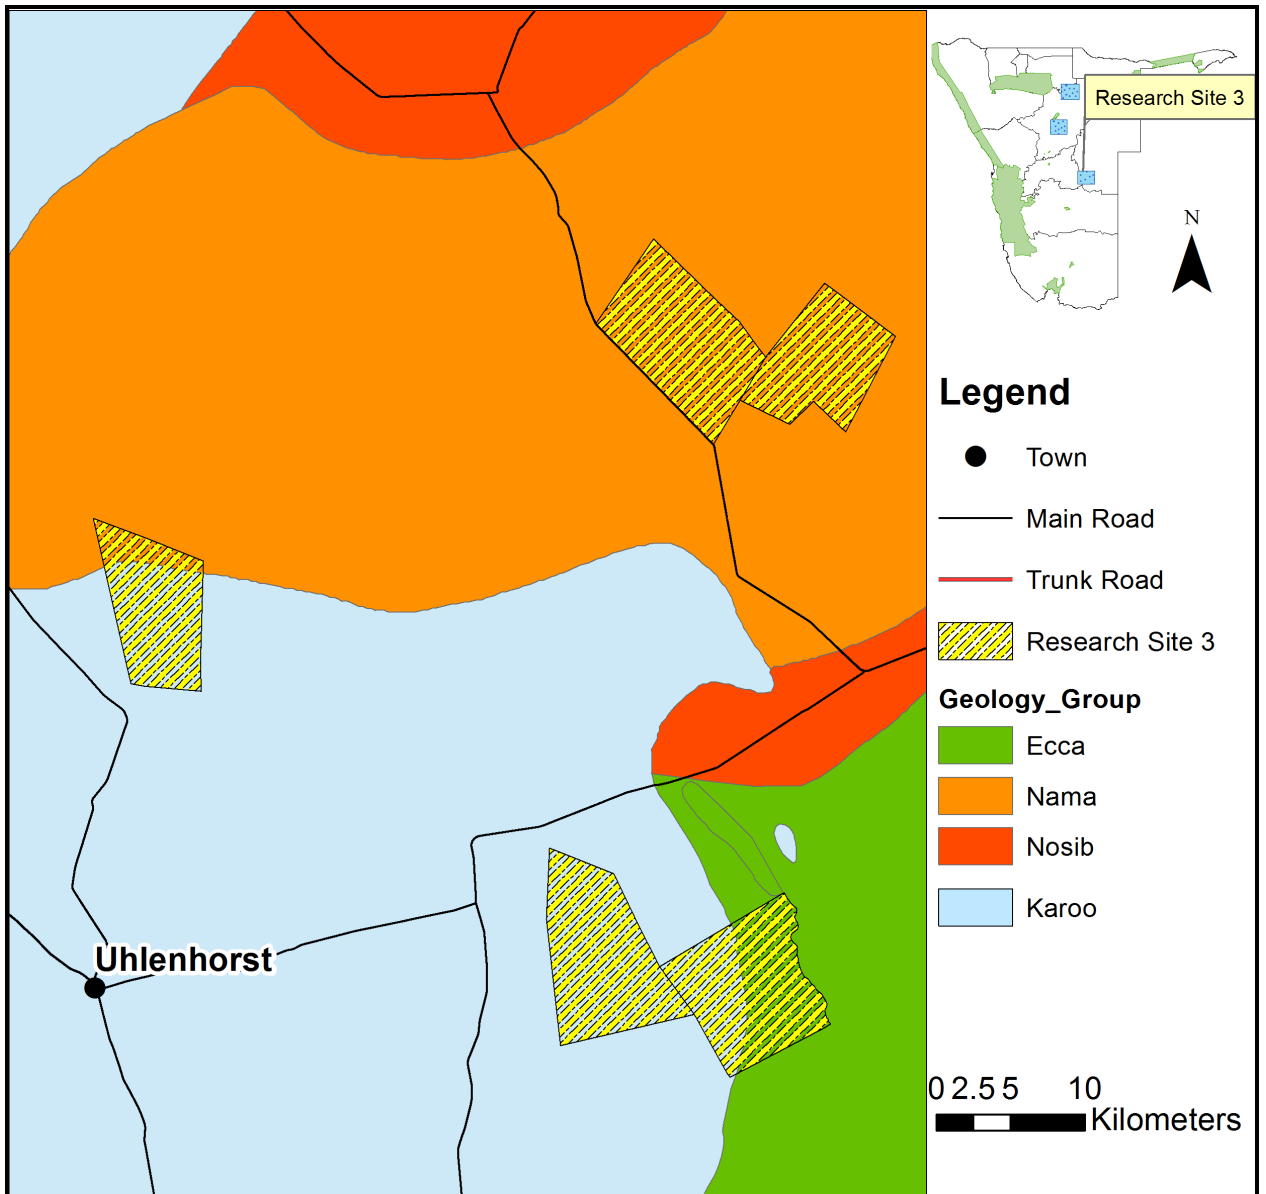 Research Site 3
N
Legend
Town
Main Road
Trunk Road
Research Site 3
Geology_Group
Ecca
Nama
Nosib
Karoo
Uhlenhorst
0 2.5 5 10
Kilometers